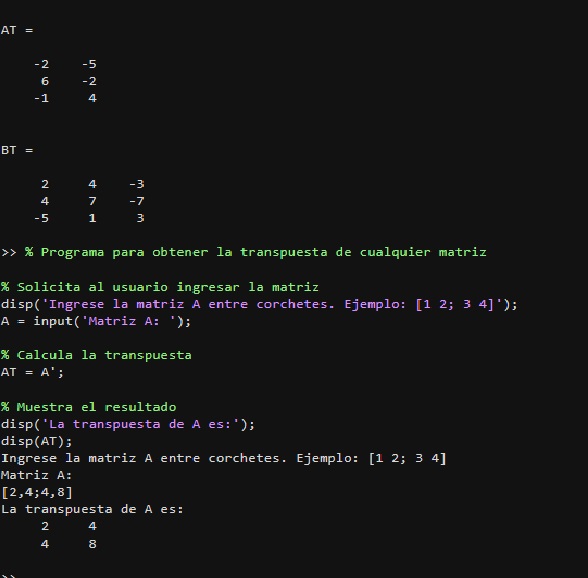 AT =
-2 -5
6 -2
-1 4
BT =
2 4 -3
4 7 -7
-5 1 3
>> % Programa para obtener la transpuesta de cualquier matriz
% Solicita al usuario ingresar la matriz
disp('Ingrese la matriz A entre corchetes. Ejemplo: [1 2; 3 4]');
A = input('Matriz A: ');
% Calcula la transpuesta
AT = A';
% Muestra el resultado
disp('La transpuesta de A es:');
disp(AT);
Ingrese la matriz A entre corchetes. Ejemplo: [1 2; 3 4]
Matriz A:
[2,4;4,8]
La transpuesta de A es:
2 4
4 8
>>